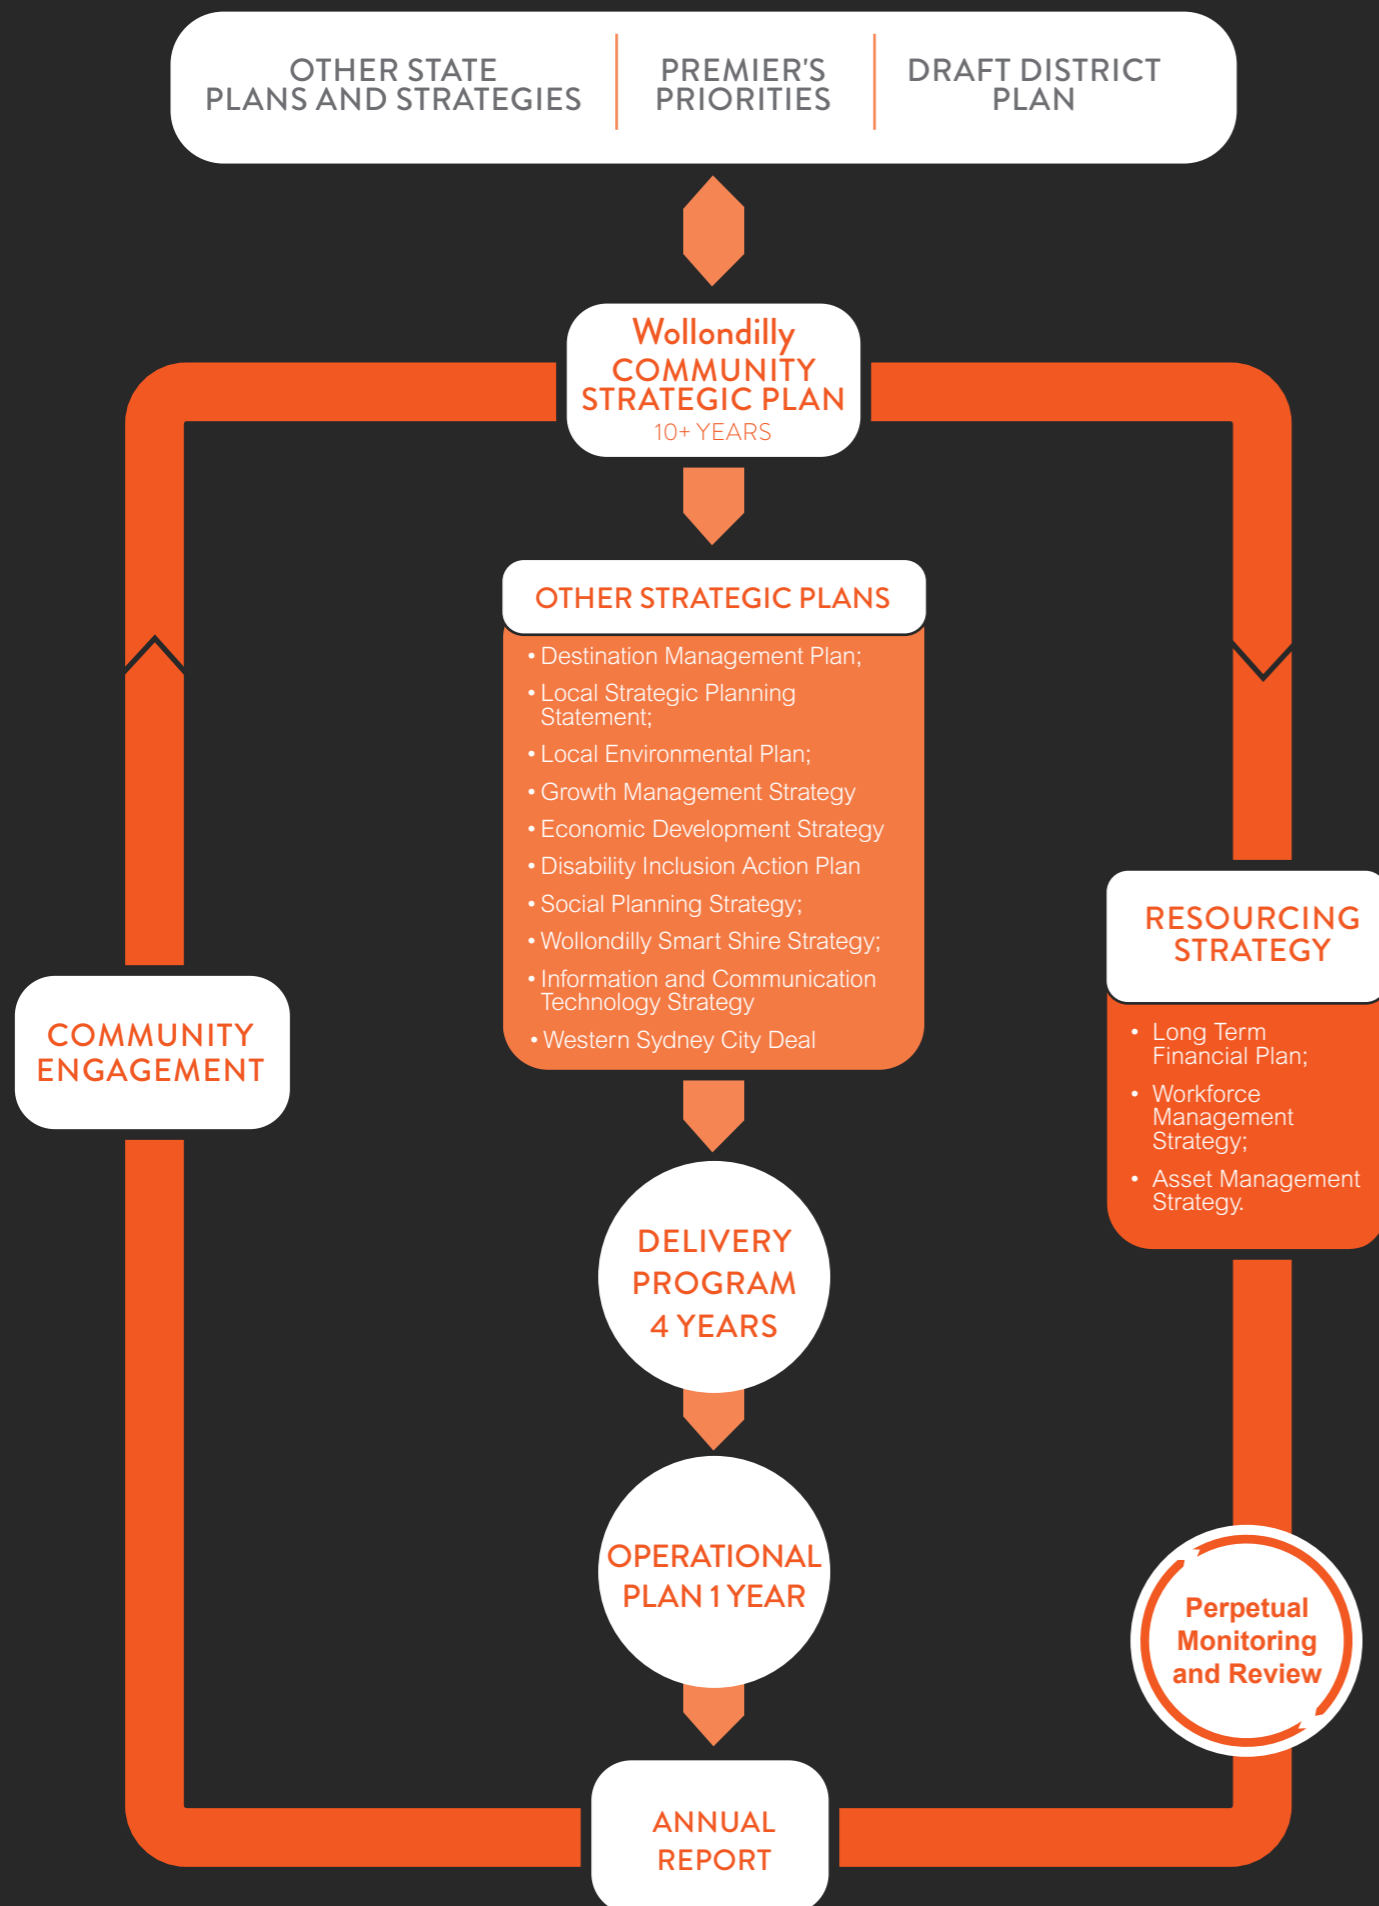 OTHER STATE
PLANS AND STRATEGIES
PREMIER'S
PRIORITIES
DRAFT DISTRICT
PLAN
Wollondilly
COMMUNITY
STRATEGIC PLAN
10+ YEARS
OTHER STRATEGIC PLANS
• Destination Management Plan;
• Local Strategic Planning
Statement;
• Local Environmental Plan;
• Growth Management Strategy
• Economic Development Strategy
• Disability Inclusion Action Plan
• Social Planning Strategy;
• Wollondilly Smart Shire Strategy;
• Information and Communication
Technology Strategy
• Western Sydney City Deal
RESOURCING
STRATEGY
• Long Term
Financial Plan;
• Workforce
Management
Strategy;
• Asset Management
Strategy.
COMMUNITY
ENGAGEMENT
DELIVERY
PROGRAM
4 YEARS
OPERATIONAL
PLAN 1 YEAR
Perpetual
Monitoring
and Review
ANNUAL
REPORT